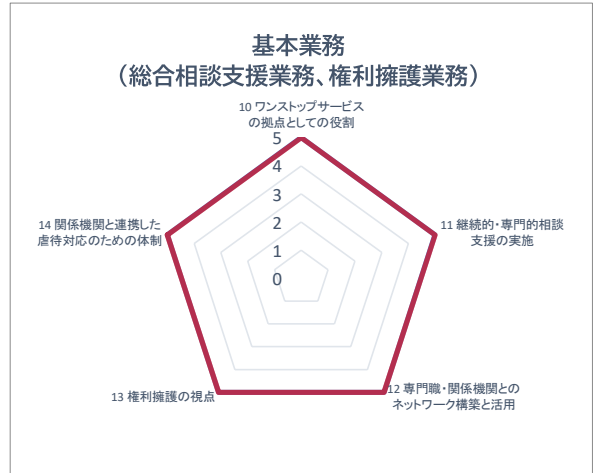 基本業務
（総合相談支援業務、権利擁護業務）
10 ワンストップサービス
の拠点としての役割
5
4
3
2
1
0
14 関係機関と連携した
虐待対応のための体制
11 継続的・専門的相談
支援の実施
13 権利擁護の視点
12 専門職・関係機関との
ネットワーク構築と活用